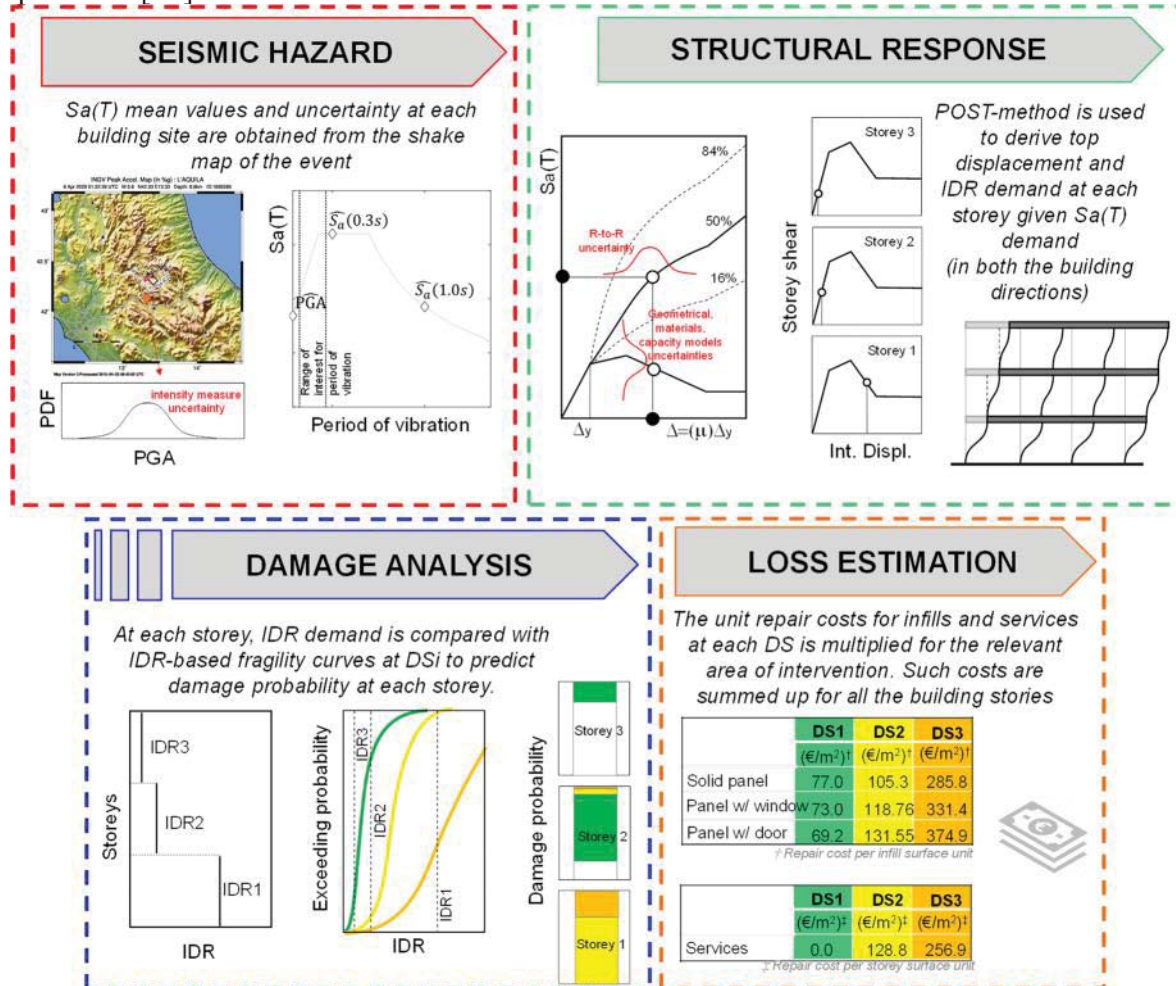 SEISMIC HAZARD
Sa(T) mean values and uncertainty at each
building site are obtained from the shake
map of the event
INGV Peak Accel. Map (in %g) : L'AQUILA
Sa(T)
Sₐ(0.3s)
PGA
Sₐ(1.0s)
Range of
interest for
period of
vibration
Period of vibration
PDF
intensity measure
uncertainty
PGA
STRUCTURAL RESPONSE
Sa(T)
84%
50%
16%
R-to-R
uncertainty
Geometrical,
materials,
capacity models
uncertainties
Δy
Δ=(μ)Δy
Storey shear
Storey 3
Storey 2
Storey 1
Int. Displ.
POST-method is used
to derive top
displacement and
IDR demand at each
storey given Sa(T)
demand
(in both the building
directions)
DAMAGE ANALYSIS
At each storey, IDR demand is compared with
IDR-based fragility curves at DSi to predict
damage probability at each storey.
Storeys
IDR3
IDR2
IDR1
IDR
Exceeding probability
IDR3
IDR2
IDR1
IDR
Damage probability
Storey 3
Storey 2
Storey 1
LOSS ESTIMATION
The unit repair costs for infills and services
at each DS is multiplied for the relevant
area of intervention. Such costs are
summed up for all the building stories
DS1 DS2 DS3
(€/m²)† (€/m²)† (€/m²)†
Solid panel 77.0 105.3 285.8
Panel w/ window 73.0 118.76 331.4
Panel w/ door 69.2 131.55 374.9
† Repair cost per infill surface unit
DS1 DS2 DS3
(€/m²)‡ (€/m²)‡ (€/m²)‡
Services 0.0 128.8 256.9
‡ Repair cost per storey surface unit